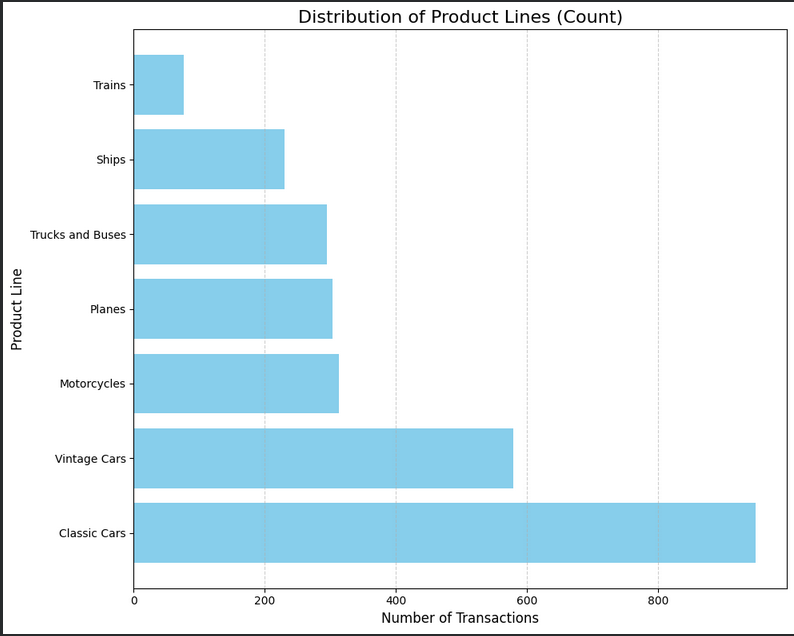 Distribution of Product Lines (Count)
Product Line
Trains
Ships
Trucks and Buses
Planes
Motorcycles
Vintage Cars
Classic Cars
0 200 400 600 800
Number of Transactions